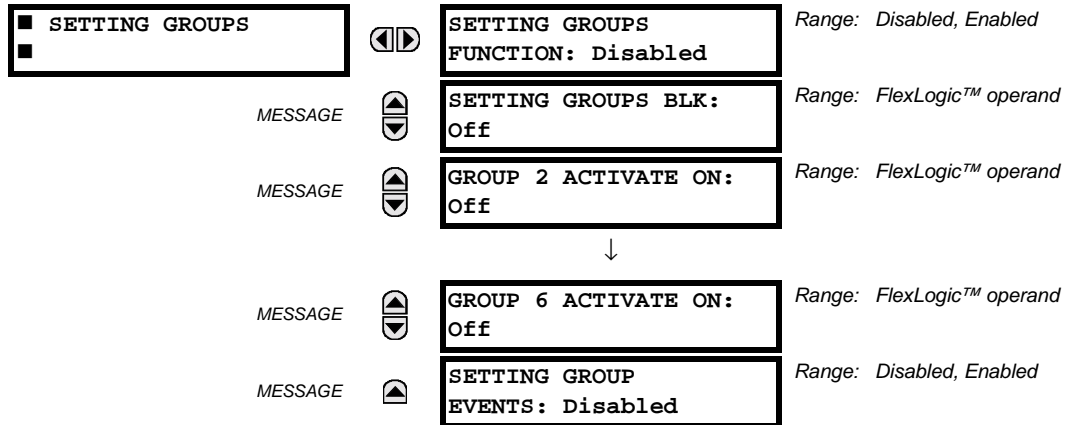 ■ SETTING GROUPS
■
SETTING GROUPS
FUNCTION: Disabled
Range: Disabled, Enabled
MESSAGE
SETTING GROUPS BLK:
Off
Range: FlexLogic™ operand
MESSAGE
GROUP 2 ACTIVATE ON:
Off
Range: FlexLogic™ operand
↓
MESSAGE
GROUP 6 ACTIVATE ON:
Off
Range: FlexLogic™ operand
MESSAGE
SETTING GROUP
EVENTS: Disabled
Range: Disabled, Enabled